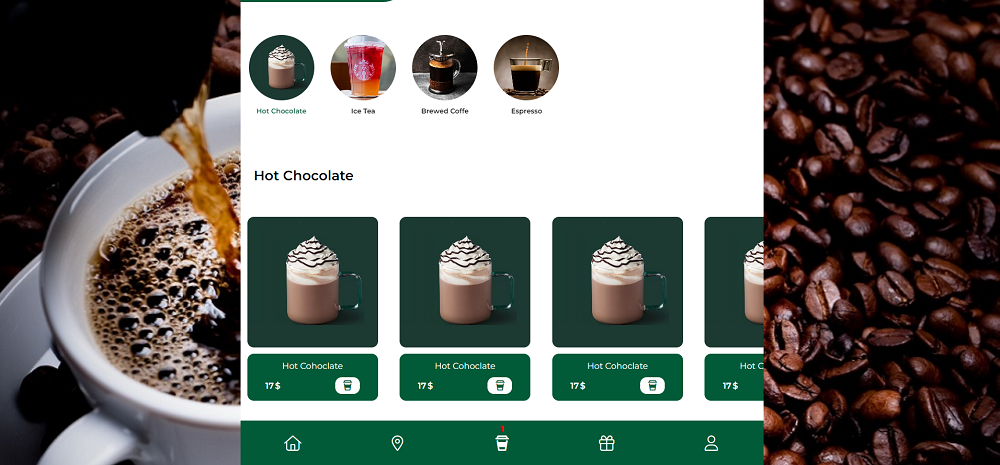 Hot Chocolate
Ice Tea
Brewed Coffe
Espresso
Hot Chocolate
Hot Cohoclate
17 $
Hot Cohoclate
17 $
Hot Cohoclate
17 $
Hot C
17 $
1